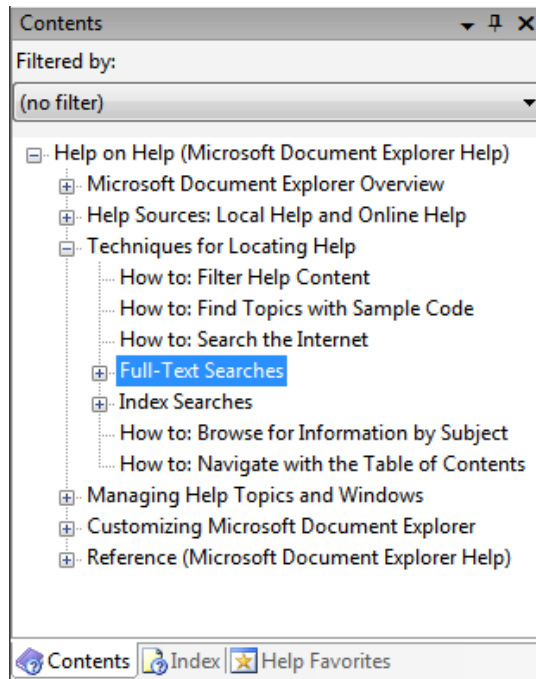 Contents
Filtered by:
(no filter)
Help on Help (Microsoft Document Explorer Help)
Microsoft Document Explorer Overview
Help Sources: Local Help and Online Help
Techniques for Locating Help
How to: Filter Help Content
How to: Find Topics with Sample Code
How to: Search the Internet
Full-Text Searches
Index Searches
How to: Browse for Information by Subject
How to: Navigate with the Table of Contents
Managing Help Topics and Windows
Customizing Microsoft Document Explorer
Reference (Microsoft Document Explorer Help)
Contents Index Help Favorites